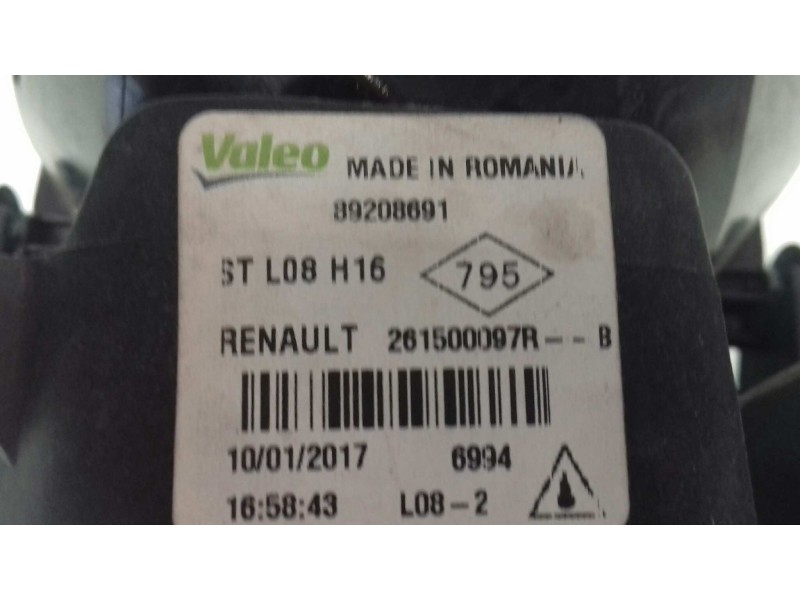 Valeo MADE IN ROMANIA
89208691
ST L08 H16 795
RENAULT 261500097R-- B
10/01/2017 6994
16:58:43 L08-2